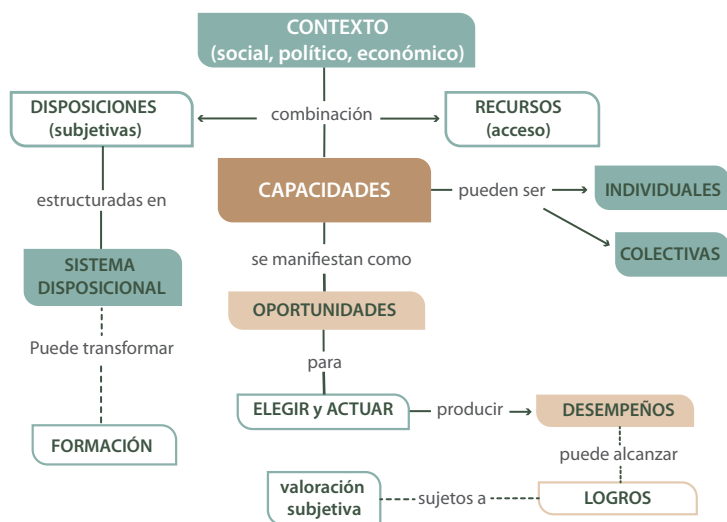 CONTEXTO
(social, político, económico)
DISPOSICIONES
(subjetivas)
combinación
RECURSOS
(acceso)
CAPACIDADES
pueden ser
INDIVIDUALES
COLECTIVAS
estructuradas en
SISTEMA
DISPOSICIONAL
se manifiestan como
OPORTUNIDADES
Puede transformar
para
FORMACIÓN
ELEGIR y ACTUAR
producir
DESEMPEÑOS
puede alcanzar
valoración
subjetiva
sujetos a
LOGROS